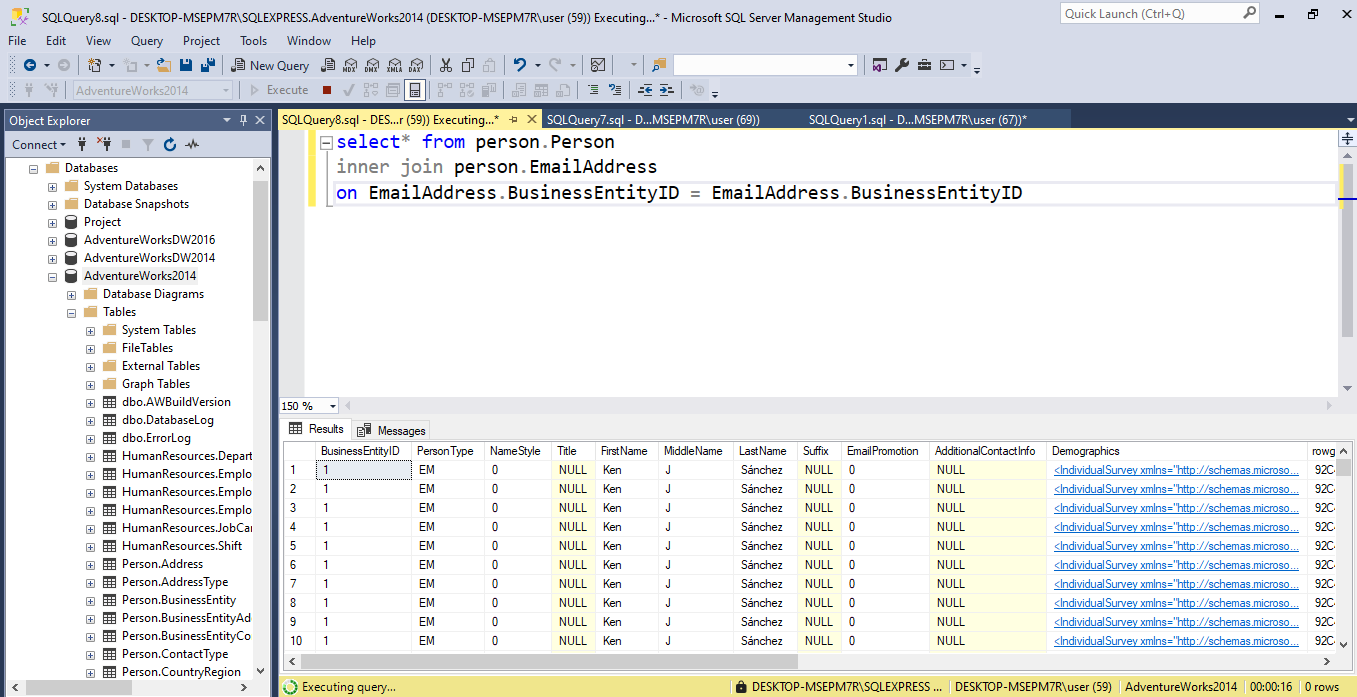 SQLQuery8.sql - DESKTOP-MSEPM7R\SQLEXPRESS.AdventureWorks2014 (DESKTOP-MSEPM7R\user (59)) Executing...* - Microsoft SQL Server Management Studio
Quick Launch (Ctrl+Q)
File Edit View Query Project Tools Window Help
New Query MDX DMX XMLA DAX
AdventureWorks2014 Execute
Object Explorer
Connect
Databases
System Databases
Database Snapshots
Project
AdventureWorksDW2016
AdventureWorksDW2014
AdventureWorks2014
Database Diagrams
Tables
System Tables
FileTables
External Tables
Graph Tables
dbo.AWBuildVersion
dbo.DatabaseLog
dbo.ErrorLog
HumanResources.Depart
HumanResources.Emplo
HumanResources.Emplo
HumanResources.Emplo
HumanResources.JobCar
HumanResources.Shift
Person.Address
Person.AddressType
Person.BusinessEntity
Person.BusinessEntityAd
Person.BusinessEntityCo
Person.ContactType
Person.CountryRegion
SQLQuery8.sql - DES...r (59)) Executing...* SQLQuery7.sql - D...MSEPM7R\user (69)) SQLQuery1.sql - D...MSEPM7R\user (67))*
select* from person.Person
inner join person.EmailAddress
on EmailAddress.BusinessEntityID = EmailAddress.BusinessEntityID
150 %
Results Messages
BusinessEntityID PersonType NameStyle Title FirstName MiddleName LastName Suffix EmailPromotion AdditionalContactInfo Demographics rowg
1 1 EM 0 NULL Ken J Sánchez NULL 0 NULL <IndividualSurvey xmlns="http://schemas.microso... 92C4
2 1 EM 0 NULL Ken J Sánchez NULL 0 NULL <IndividualSurvey xmlns="http://schemas.microso... 92C4
3 1 EM 0 NULL Ken J Sánchez NULL 0 NULL <IndividualSurvey xmlns="http://schemas.microso... 92C4
4 1 EM 0 NULL Ken J Sánchez NULL 0 NULL <IndividualSurvey xmlns="http://schemas.microso... 92C4
5 1 EM 0 NULL Ken J Sánchez NULL 0 NULL <IndividualSurvey xmlns="http://schemas.microso... 92C4
6 1 EM 0 NULL Ken J Sánchez NULL 0 NULL <IndividualSurvey xmlns="http://schemas.microso... 92C4
7 1 EM 0 NULL Ken J Sánchez NULL 0 NULL <IndividualSurvey xmlns="http://schemas.microso... 92C4
8 1 EM 0 NULL Ken J Sánchez NULL 0 NULL <IndividualSurvey xmlns="http://schemas.microso... 92C4
9 1 EM 0 NULL Ken J Sánchez NULL 0 NULL <IndividualSurvey xmlns="http://schemas.microso... 92C4
10 1 EM 0 NULL Ken J Sánchez NULL 0 NULL <IndividualSurvey xmlns="http://schemas.microso... 92C4
Executing query... DESKTOP-MSEPM7R\SQLEXPRESS ... DESKTOP-MSEPM7R\user (59) AdventureWorks2014 00:00:16 0 rows